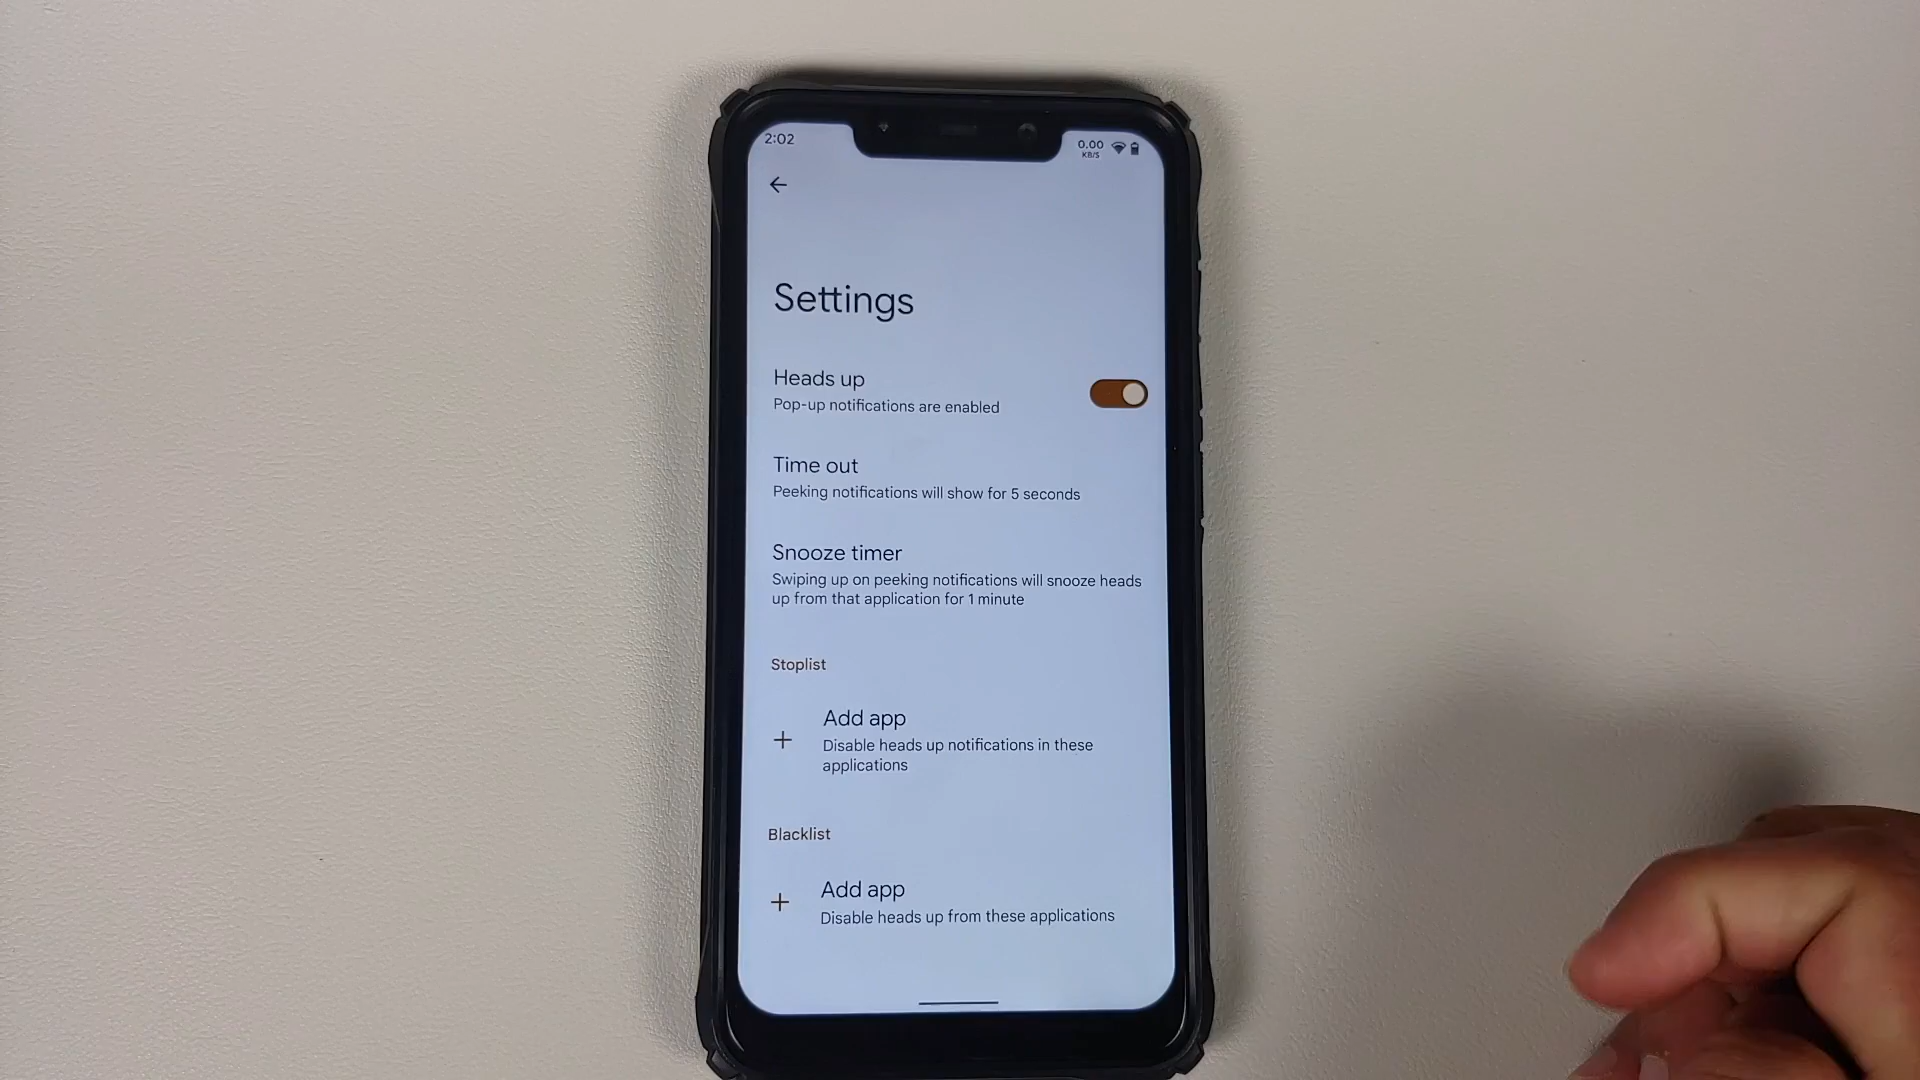 2:02
0.00
KB/S
Settings
Heads up
Pop-up notifications are enabled
Time out
Peeking notifications will show for 5 seconds
Snooze timer
Swiping up on peeking notifications will snooze heads
up from that application for 1 minute
Stoplist
Add app
Disable heads up notifications in these
applications
Blacklist
Add app
Disable heads up from these applications